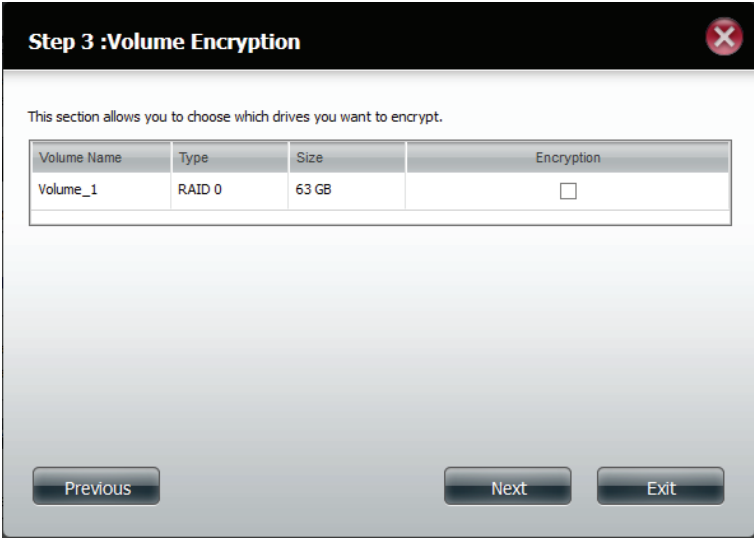 Step 3 :Volume Encryption
This section allows you to choose which drives you want to encrypt.
Volume Name Type Size Encryption
Volume_1 RAID 0 63 GB
Previous Next Exit